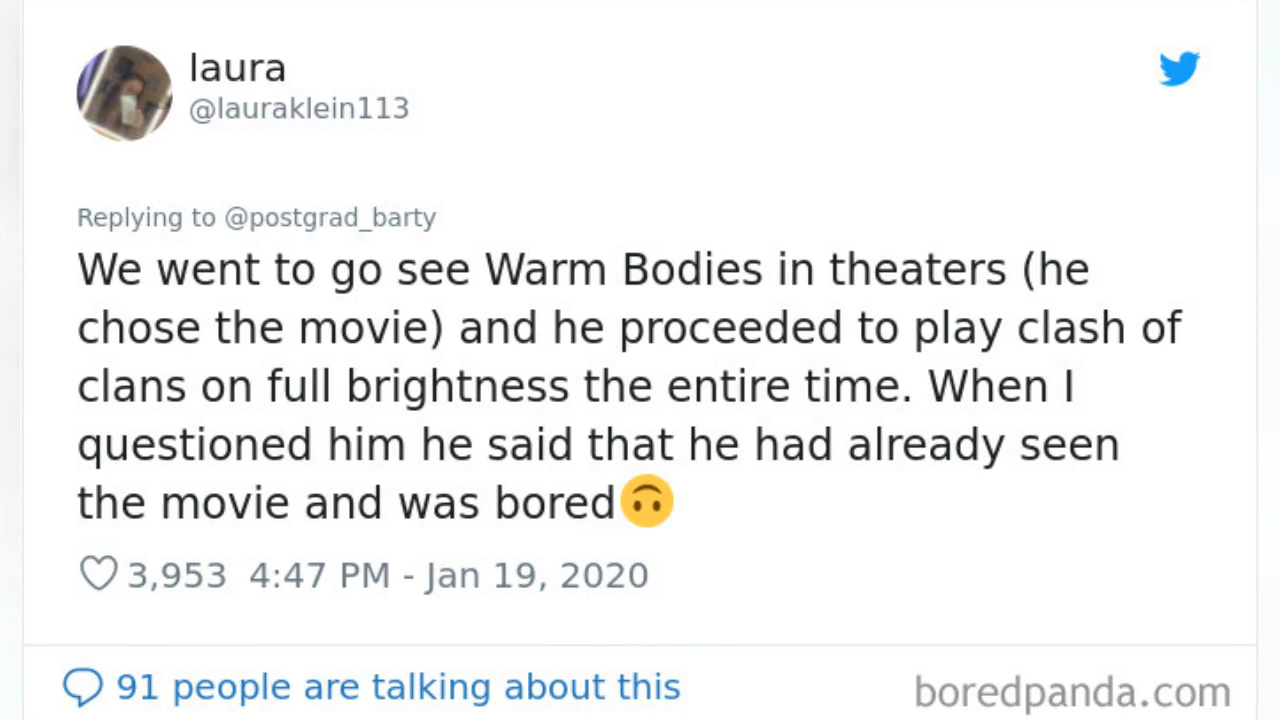 laura
@lauraklein113
Replying to @postgrad_barty
We went to go see Warm Bodies in theaters (he
chose the movie) and he proceeded to play clash of
clans on full brightness the entire time. When I
questioned him he said that he had already seen
the movie and was bored🙃
3,953 4:47 PM - Jan 19, 2020
91 people are talking about this
boredpanda.com